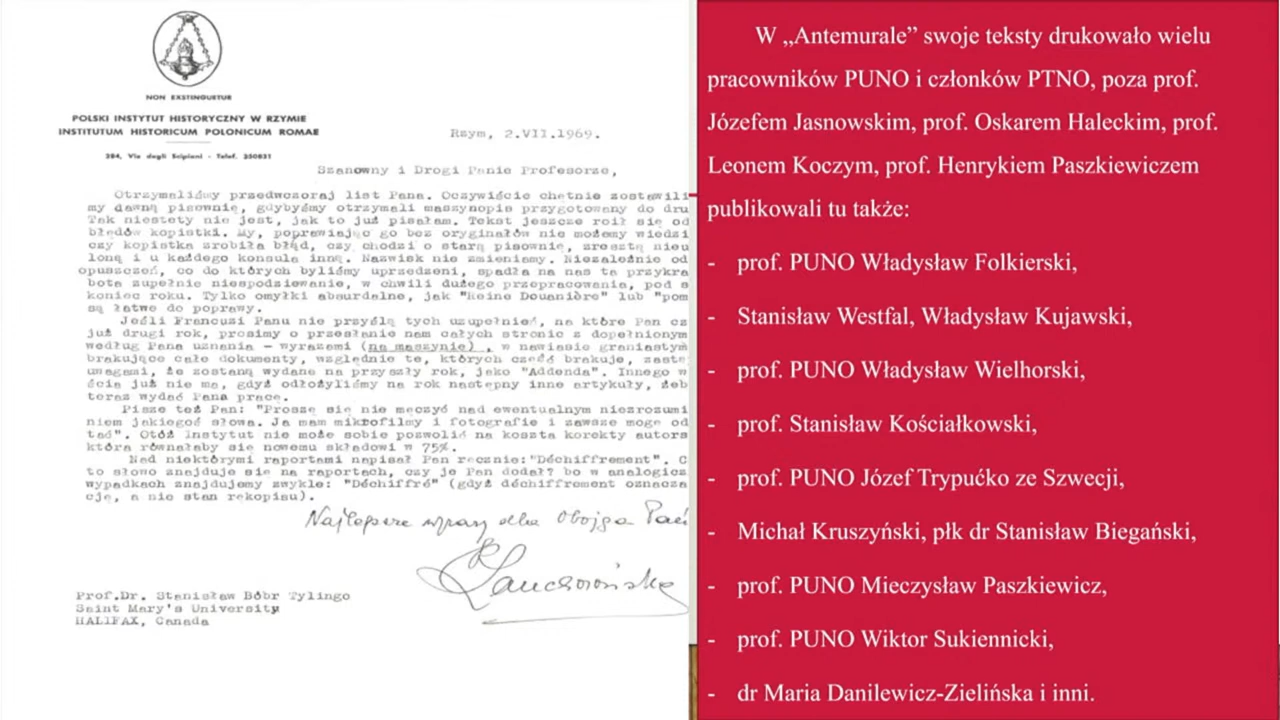 NON EXSTINGUETUR
POLSKI INSTYTUT HISTORYCZNY W RZYMIE
INSTITUTUM HISTORICUM POLONICUM ROMAE
284, Via degli Scipioni - Telef. 250831
Rzym, 2.VII.1969.
Szanowny i Drogi Panie Profesorze,
Otrzymaliśmy przedwczoraj list Pana. Oczywiście chętnie zostawili
my dawną pisownię, gdybyśmy otrzymali maszynopis przygotowany do dru
Tak niestety nie jest, jak to już pisałam. Tekst jeszcze roił się od
błędów kopistki. My, poprawiając go bez oryginałów nie możemy wiedzi
czy kopistka zrobiła błąd, czy chodzi o starą pisownię, zresztą nieu
loną i u każdego konsula inną. Nazwisk nie zmieniamy. Niezależnie od
opuszczeń, co do których byliśmy uprzedzeni, spadła na nas ta przykra
bota zupełnie niespodziewanie, w chwili dużego przepracowania, pod s
koniec roku. Tylko omyłki absurdalne, jak "Reine Douanière" lub "pom
są łatwe do poprawy.
Jeśli Francuzi Panu nie przyślą tych uzupełnień, na które Pan cz
już drugi rok, prosimy o przesłanie nam całych stronic z dopełnionym
według Pana uznania - wyrazami (na maszynie) , w nawiasie graniastym
brakujące całe dokumenty, względnie te, których część brakuje, zastę
uwagami, że zostaną wydane na przyszły rok, jako "Addenda". Innego w
ścia już nie ma, gdyż odłożyliśmy na rok następny inne artykuły, żeb
teraz wydać Pana pracę.
Pisze też Pan: "Proszę się nie męczyć nad ewentualnym niezrozumi
niem jakiegoś słowa. Ja mam mikrofilmy i fotografie i zawsze mogę od
tać". Otóż Instytut nie może sobie pozwolić na koszta korekty autors
która równałaby się nowemu składowi w 75%.
Nad niektórymi raportami napisał Pan ręcznie:"Déchiffrement". C
to słowo znajduje się na raportach, czy je Pan dodał? bo w analogicz
wypadkach znajdujemy zwykle: "Déchiffré" (gdyż déchiffrement oznacza
cję, a nie stan rękopisu).
Najlepsze wyrazy dla Obojga Pań
Prof.Dr. Stanisław Bóbr Tylingo
Saint Mary's University
HALIFAX, Canada
W „Antemurale” swoje teksty drukowało wielu
pracowników PUNO i członków PTNO, poza prof.
Józefem Jasnowskim, prof. Oskarem Haleckim, prof.
Leonem Koczym, prof. Henrykiem Paszkiewiczem
publikowali tu także:
- prof. PUNO Władysław Folkierski,
- Stanisław Westfal, Władysław Kujawski,
- prof. PUNO Władysław Wielhorski,
- prof. Stanisław Kościałkowski,
- prof. PUNO Józef Trypućko ze Szwecji,
- Michał Kruszyński, płk dr Stanisław Biegański,
- prof. PUNO Mieczysław Paszkiewicz,
- prof. PUNO Wiktor Sukiennicki,
- dr Maria Danilewicz-Zielińska i inni.